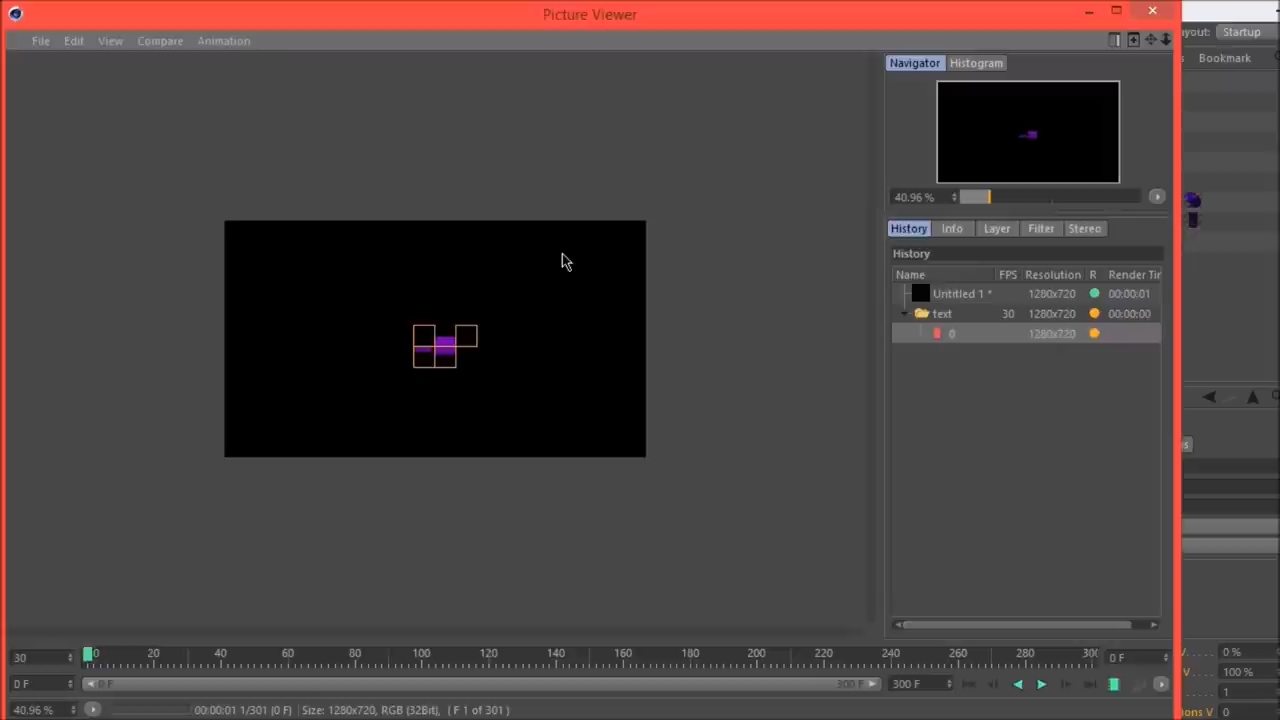 Picture Viewer
yout: Startup
File Edit View Compare Animation
s Bookmark
Navigator Histogram
40.96 %
History Info Layer Filter Stereo
History
Name FPS Resolution R Render Tir
Untitled 1 * 1280x720 00:00:01
text 30 1280x720 00:00:00
0 1280x720
s
30 0 20 40 60 80 100 120 140 160 180 200 220 240 260 280 300 0 F
0 F 0 F 300 F 300 F
40.96 % 00:00:01 1/301 (0 F) Size: 1280x720, RGB (32Bit), ( F 1 of 301 )
V..... 0 %
V.... 100 %
1
ions V 0